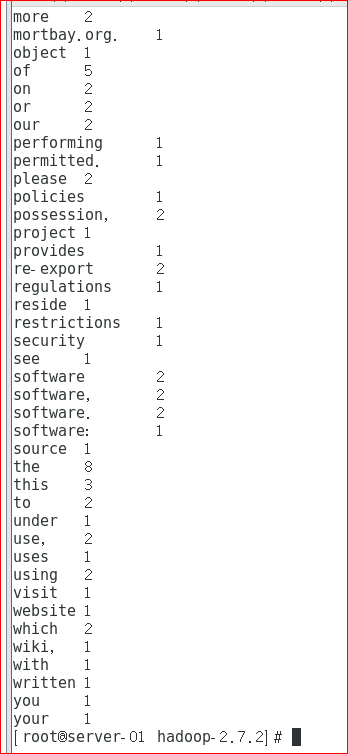 more 2
mortbay.org. 1
object 1
of 5
on 2
or 2
our 2
performing 1
permitted. 1
please 2
policies 1
possession, 2
project 1
provides 1
re-export 2
regulations 1
reside 1
restrictions 1
security 1
see 1
software 2
software, 2
software. 2
software: 1
source 1
the 8
this 3
to 2
under 1
use, 2
uses 1
using 2
visit 1
website 1
which 2
wiki, 1
with 1
written 1
you 1
your 1
[root@server-01 hadoop-2.7.2]#